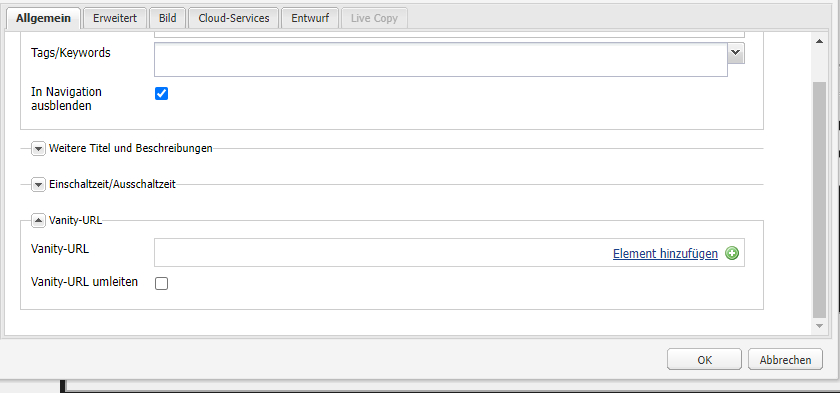 Allgemein Erweitert Bild Cloud-Services Entwurf Live Copy
Tags/Keywords
In Navigation
ausblenden
Weitere Titel und Beschreibungen
Einschaltzeit/Ausschaltzeit
Vanity-URL
Vanity-URL Element hinzufügen
Vanity-URL umleiten
OK Abbrechen